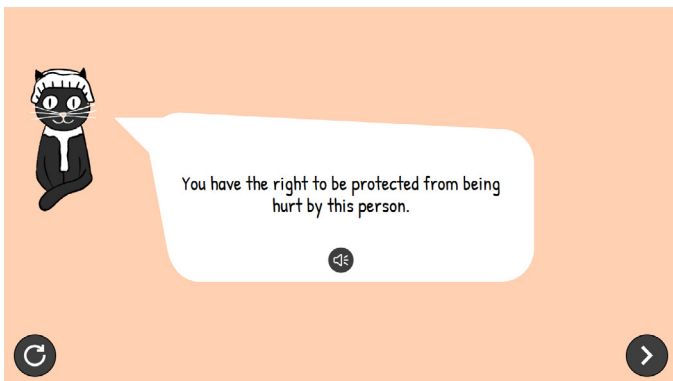 You have the right to be protected from being
hurt by this person.